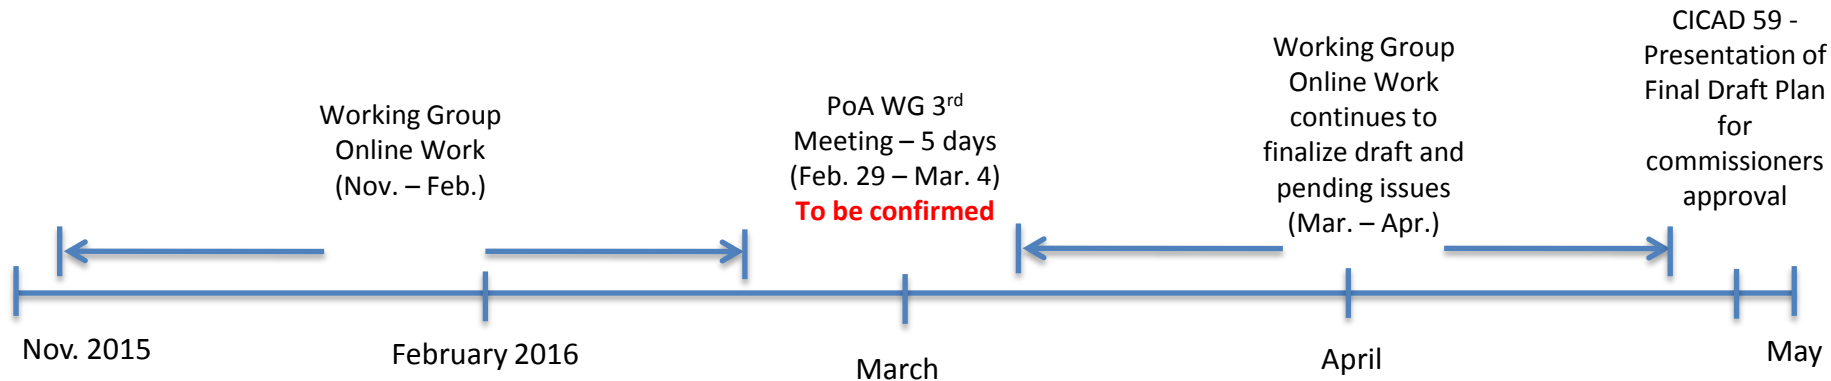 Working Group
Online Work
(Nov. – Feb.)
PoA WG 3rd
Meeting – 5 days
(Feb. 29 – Mar. 4)
To be confirmed
Working Group
Online Work
continues to
finalize draft and
pending issues
(Mar. – Apr.)
CICAD 59 -
Presentation of
Final Draft Plan
for
commissioners
approval
Nov. 2015
February 2016
March
April
May